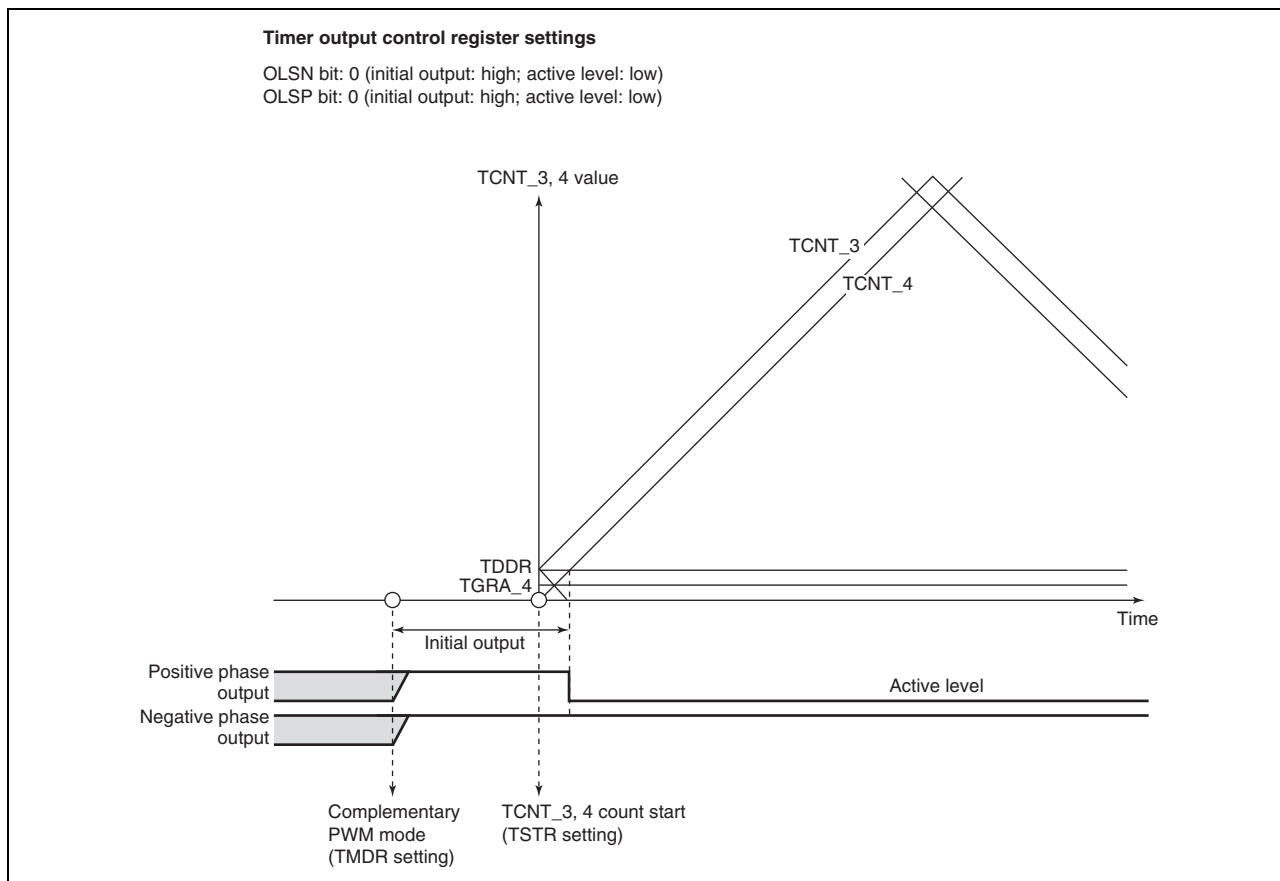 Timer output control register settings
OLSN bit: 0 (initial output: high; active level: low)
OLSP bit: 0 (initial output: high; active level: low)
TCNT_3, 4 value
TCNT_3
TCNT_4
TDDR
TGRA_4
Time
Initial output
Positive phase
output
Active level
Negative phase
output
Complementary
PWM mode
(TMDR setting)
TCNT_3, 4 count start
(TSTR setting)